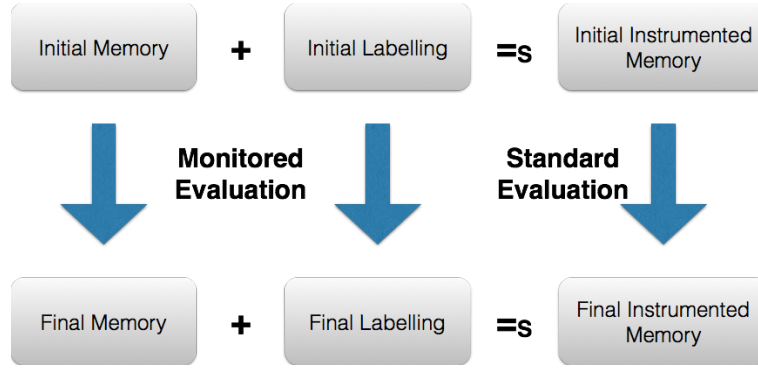 Initial Memory + Initial Labelling =s Initial Instrumented
Memory
Monitored
Evaluation
Standard
Evaluation
Final Memory + Final Labelling =s Final Instrumented
Memory